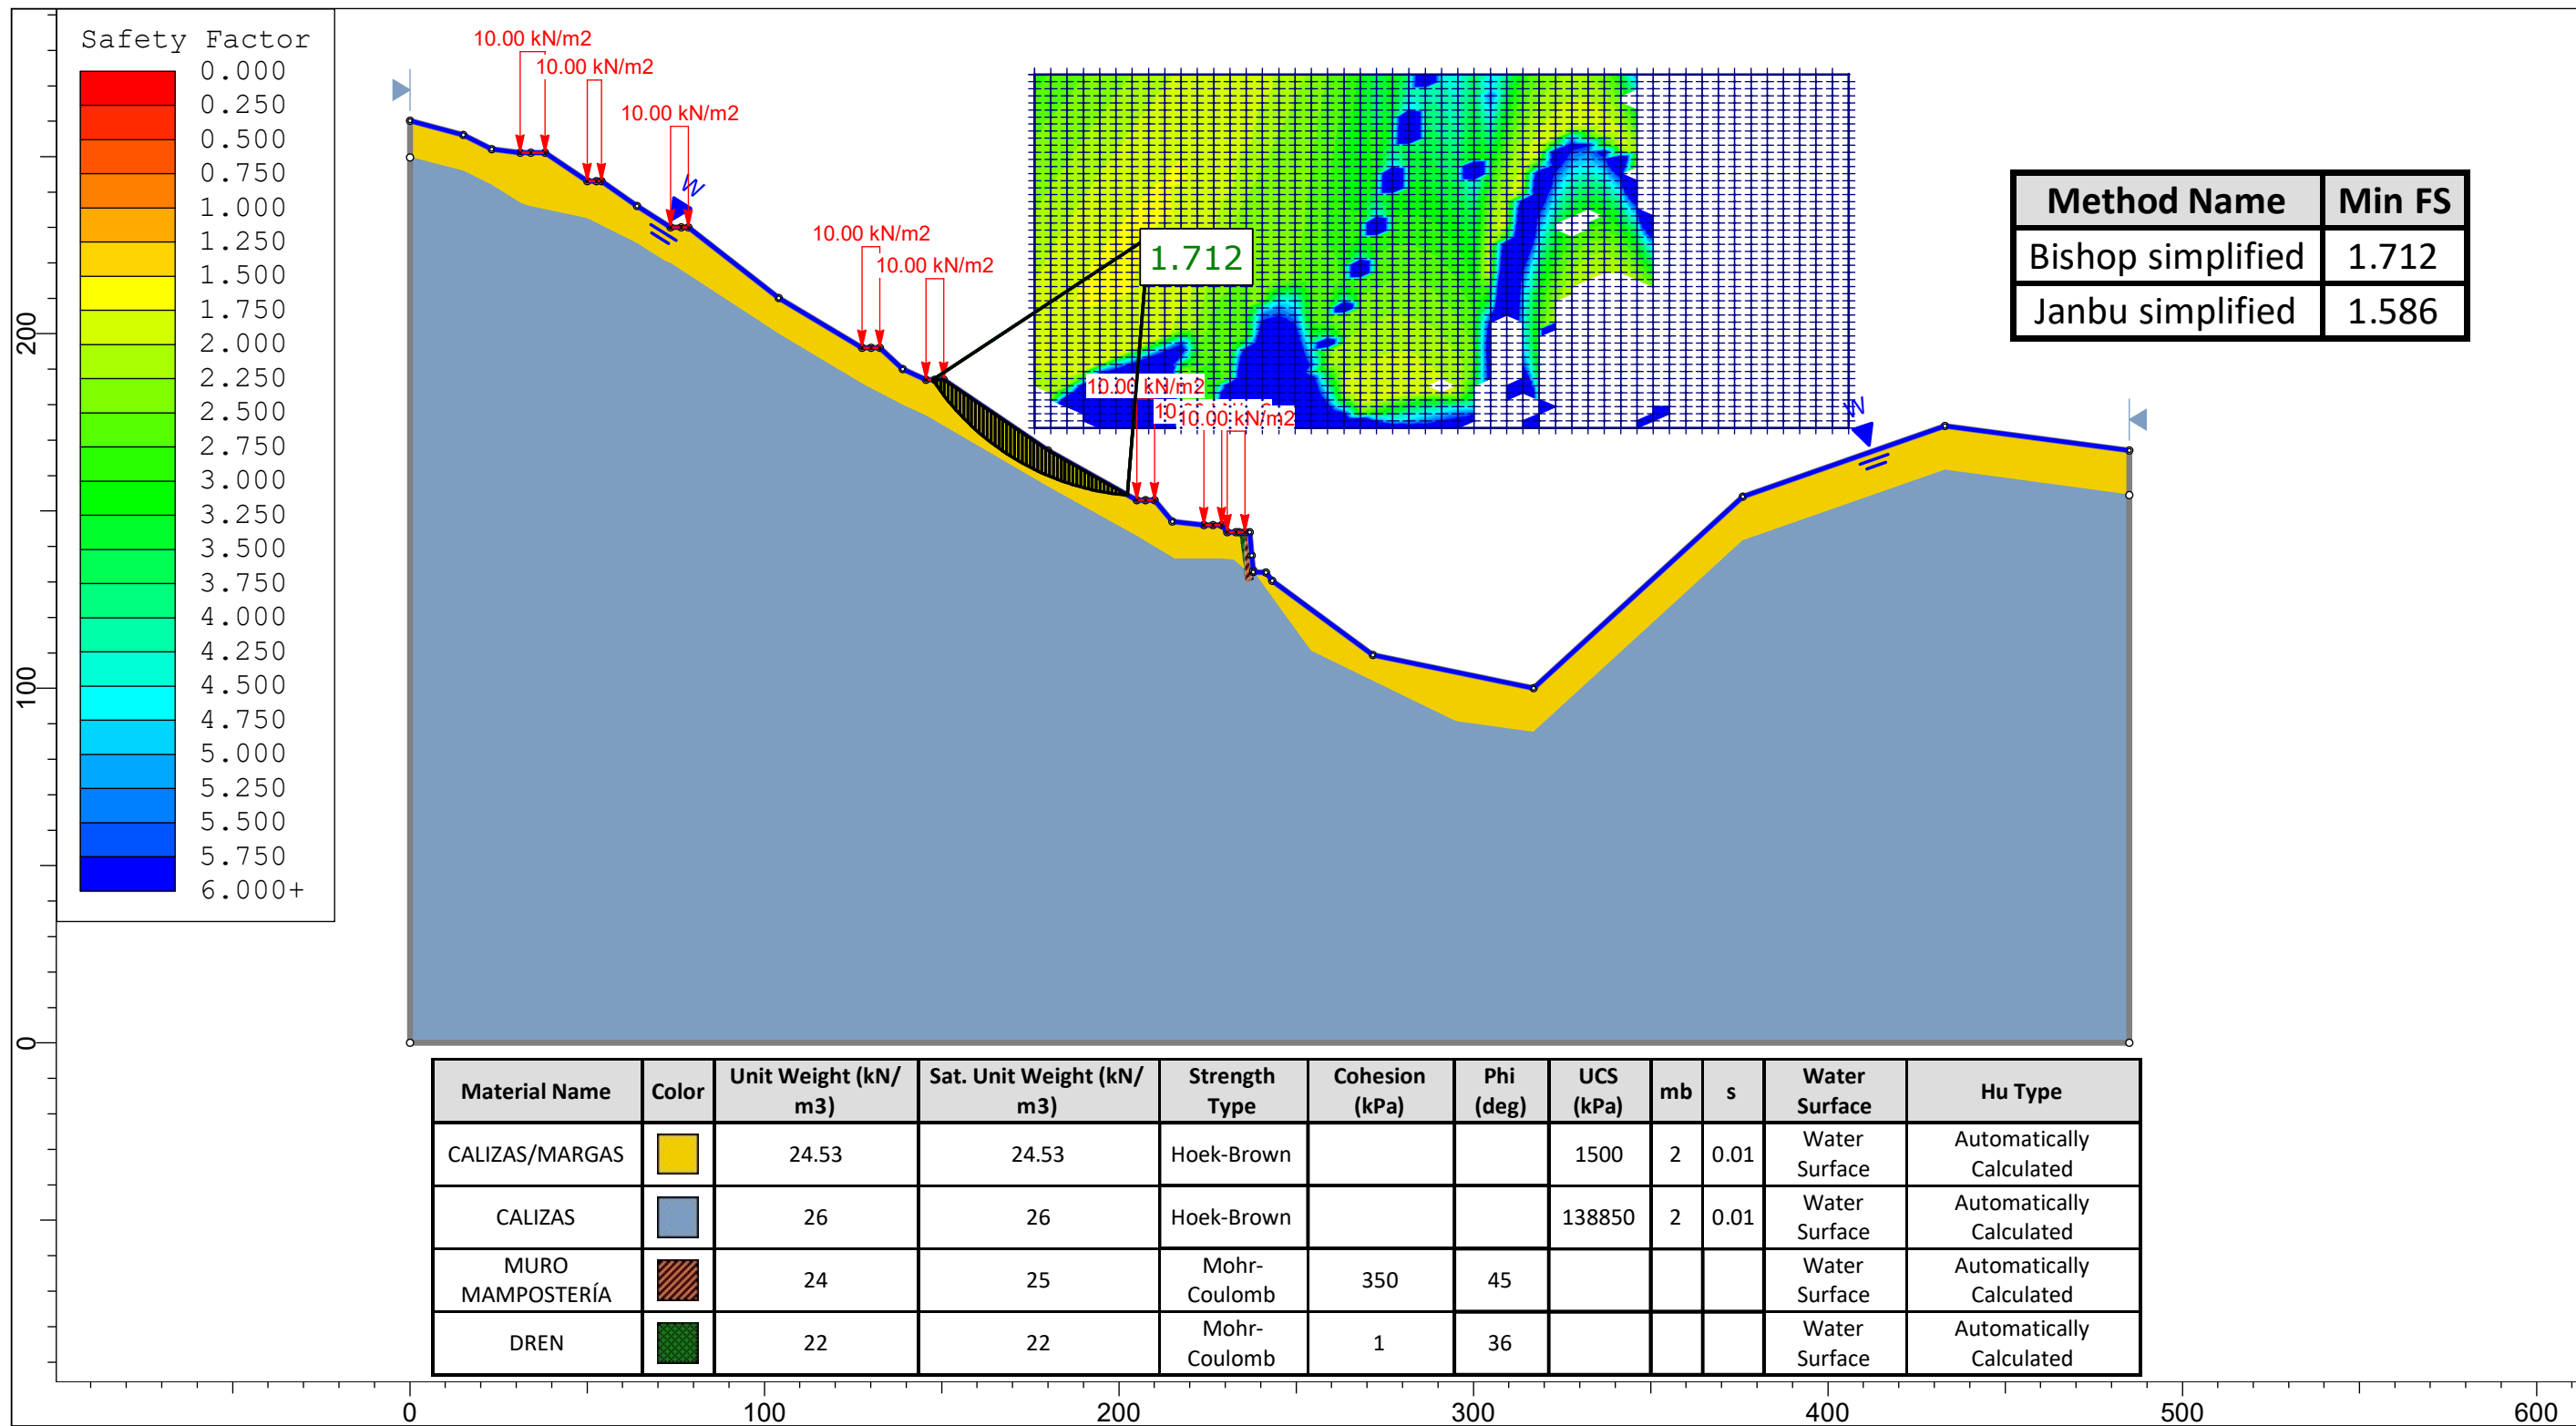 Safety Factor
0.000
0.250
0.500
0.750
1.000
1.250
1.500
1.750
2.000
2.250
2.500
2.750
3.000
3.250
3.500
3.750
4.000
4.250
4.500
4.750
5.000
5.250
5.500
5.750
6.000+
10.00 kN/m2
10.00 kN/m2
10.00 kN/m2
W
10.00 kN/m2
10.00 kN/m2
1.712
10.00 kN/m2
10.00 kN/m2
W
Method Name Min FS
Bishop simplified 1.712
Janbu simplified 1.586
200
100
0
Material Name Color Unit Weight (kN/ Sat. Unit Weight (kN/ Strength Cohesion Phi UCS mb s Water Hu Type
m3) m3) Type (kPa) (deg) (kPa) Surface
CALIZAS/MARGAS 24.53 24.53 Hoek-Brown 1500 2 0.01 Water Automatically
Surface Calculated
CALIZAS 26 26 Hoek-Brown 138850 2 0.01 Water Automatically
Surface Calculated
MURO 24 25 Mohr- 350 45 Water Automatically
MAMPOSTERÍA Coulomb Surface Calculated
DREN 22 22 Mohr- 1 36 Water Automatically
Coulomb Surface Calculated
0 100 200 300 400 500 600